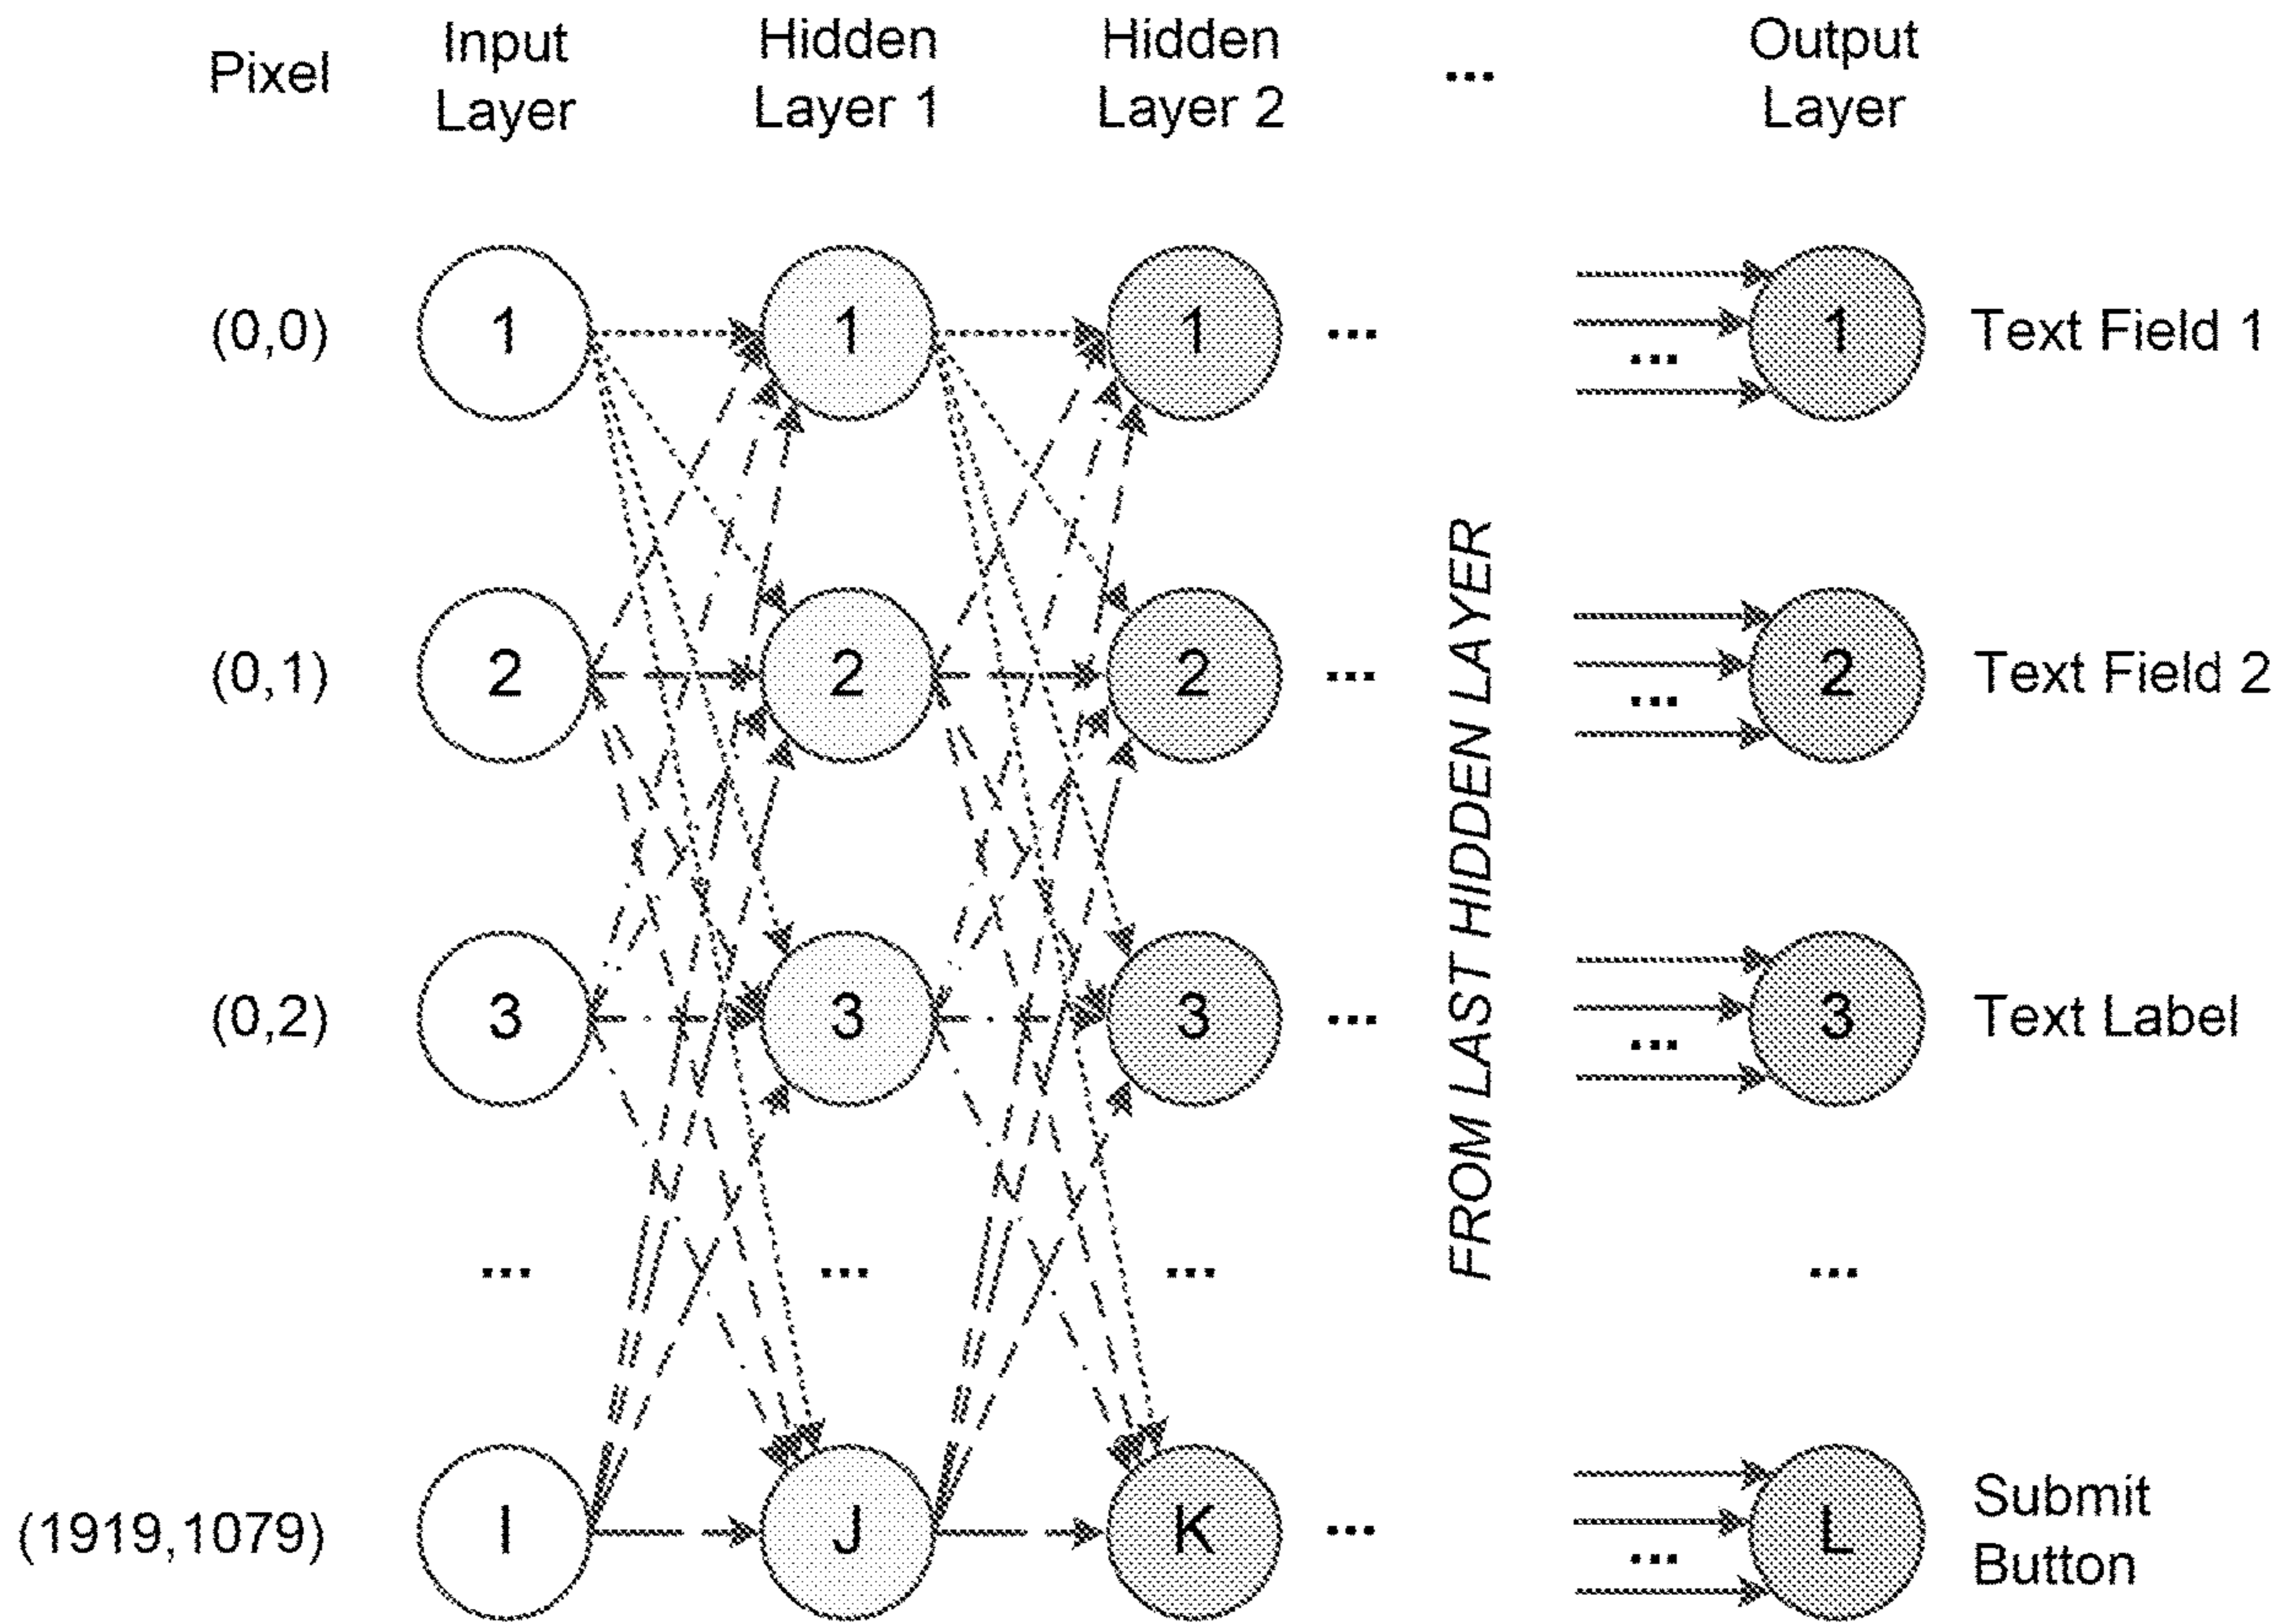 Pixel
Input
Layer
Hidden
Layer 1
Hidden
Layer 2
...
Output
Layer
(0,0)
1
1
1
...
...
1
Text Field 1
(0,1)
2
2
2
...
...
2
Text Field 2
FROM LAST HIDDEN LAYER
(0,2)
3
3
3
...
...
3
Text Label
...
...
...
...
(1919,1079)
I
J
K
...
...
L
Submit
Button